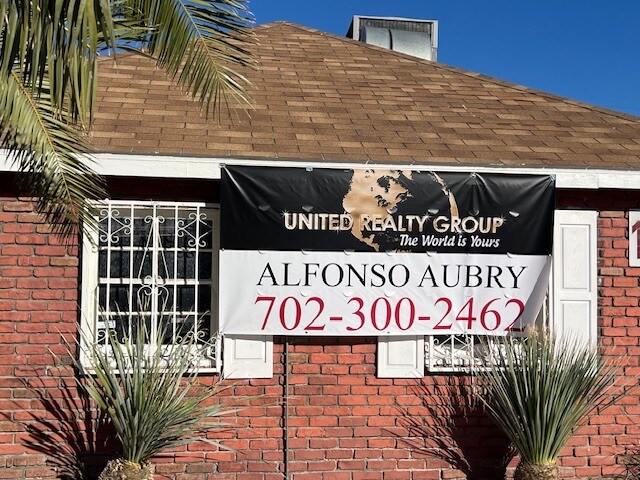 UNITED REALTY GROUP
The World is Yours
ALFONSO AUBRY
702-300-2462